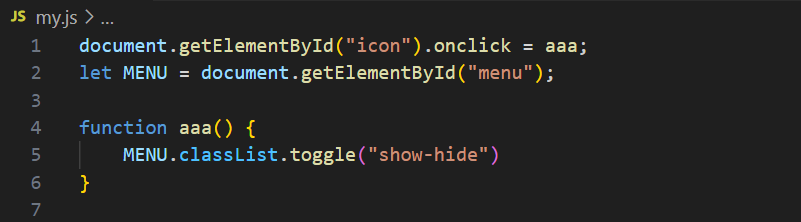 JS my.js > ...
1 document.getElementById("icon").onclick = aaa;
2 let MENU = document.getElementById("menu");
3
4 function aaa() {
5     MENU.classList.toggle("show-hide")
6 }
7